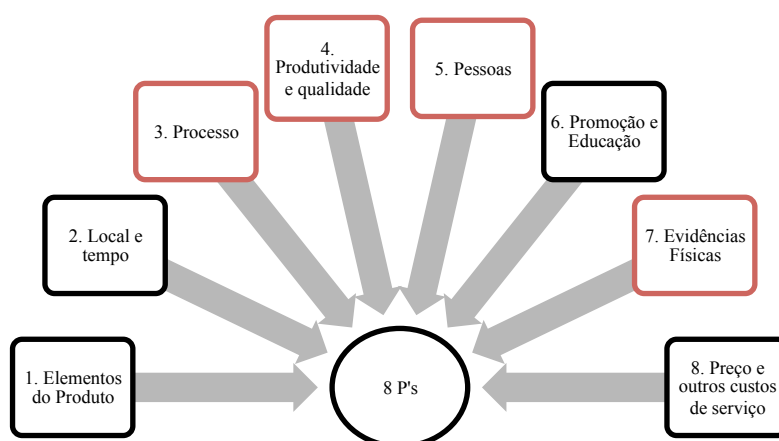 1. Elementos
do Produto
2. Local e
tempo
3. Processo
4.
Produtividade
e qualidade
5. Pessoas
6. Promoção e
Educação
7. Evidências
Físicas
8. Preço e
outros custos
de serviço
8 P's